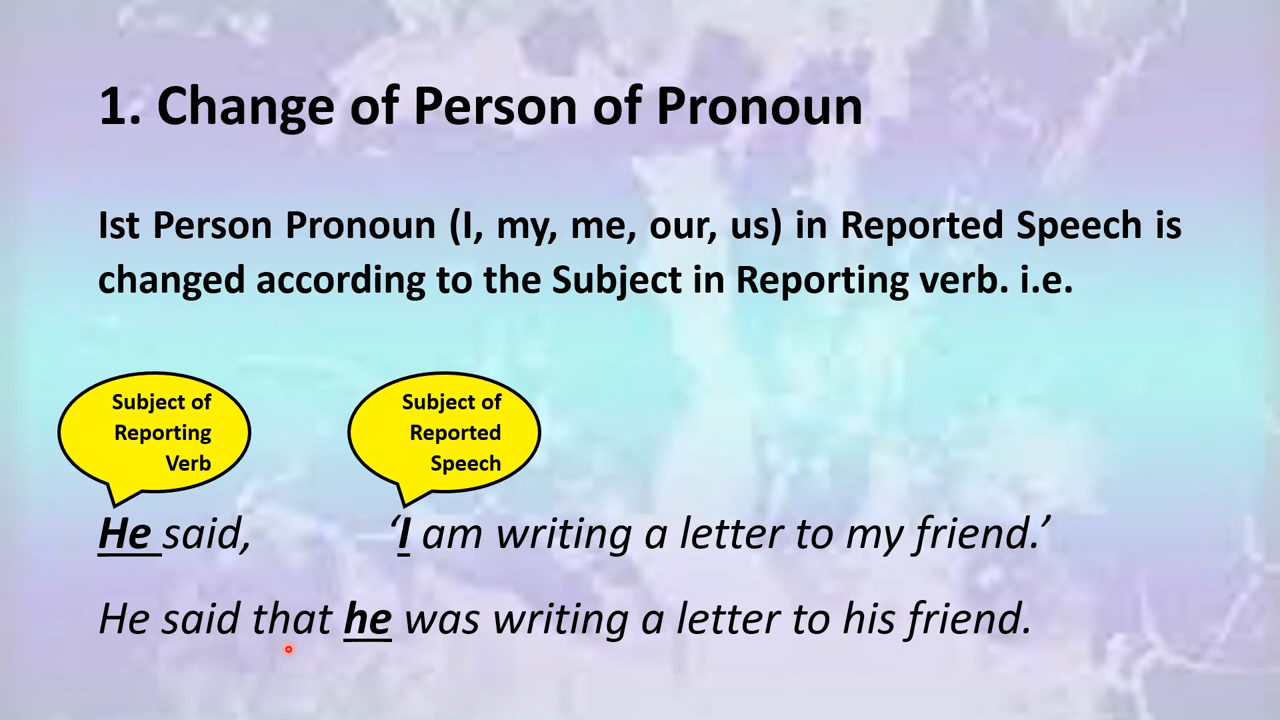 1. Change of Person of Pronoun
Ist Person Pronoun (I, my, me, our, us) in Reported Speech is
changed according to the Subject in Reporting verb. i.e.
Subject of
Reporting
Verb
Subject of
Reported
Speech
He said, ‘I am writing a letter to my friend.’
He said that he was writing a letter to his friend.